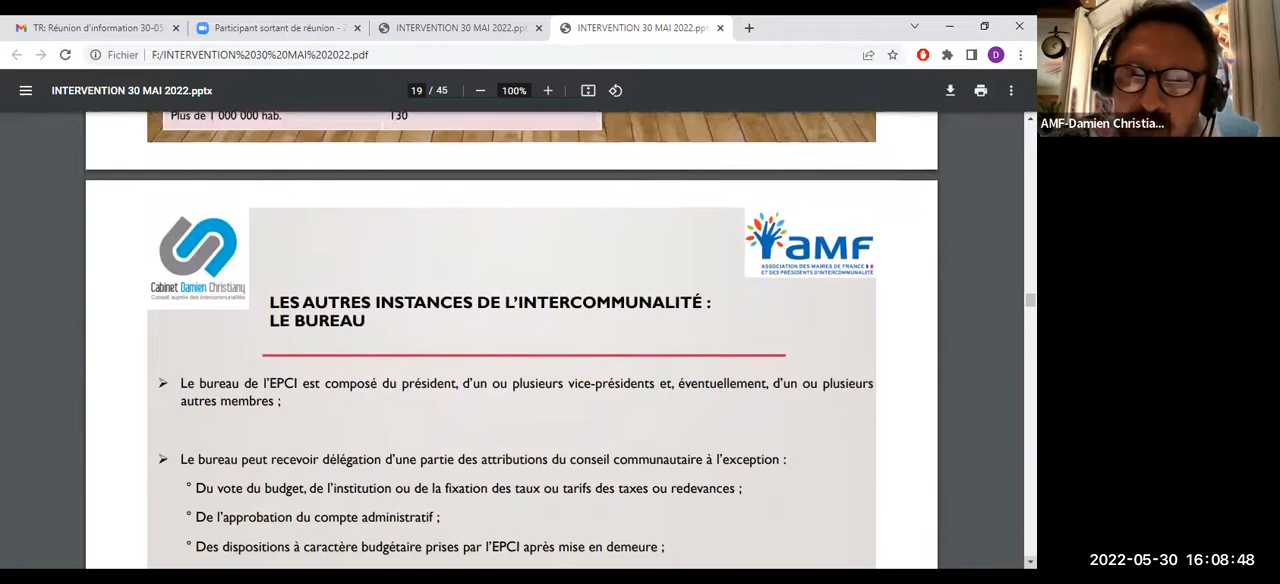 TR: Réunion d'information 30-05
Participant sortant de réunion - Z
INTERVENTION 30 MAI 2022.pptx
INTERVENTION 30 MAI 2022.pptx
Fichier
F:/INTERVENTION%2030%20MAI%202022.pdf
D
INTERVENTION 30 MAI 2022.pptx
19 / 45
100%
AMF-Damien Christia...
Plus de 1 000 000 hab.
130
Cabinet Damien Christiany
Conseil auprès des intercommunalités
AMF
ASSOCIATION DES MAIRES DE FRANCE
ET DES PRÉSIDENTS D'INTERCOMMUNALITÉ
LES AUTRES INSTANCES DE L'INTERCOMMUNALITÉ :
LE BUREAU
➢ Le bureau de l'EPCI est composé du président, d'un ou plusieurs vice-présidents et, éventuellement, d'un ou plusieurs
autres membres ;
➢ Le bureau peut recevoir délégation d'une partie des attributions du conseil communautaire à l'exception :
° Du vote du budget, de l'institution ou de la fixation des taux ou tarifs des taxes ou redevances ;
° De l'approbation du compte administratif ;
° Des dispositions à caractère budgétaire prises par l'EPCI après mise en demeure ;
2022-05-30 16:08:48